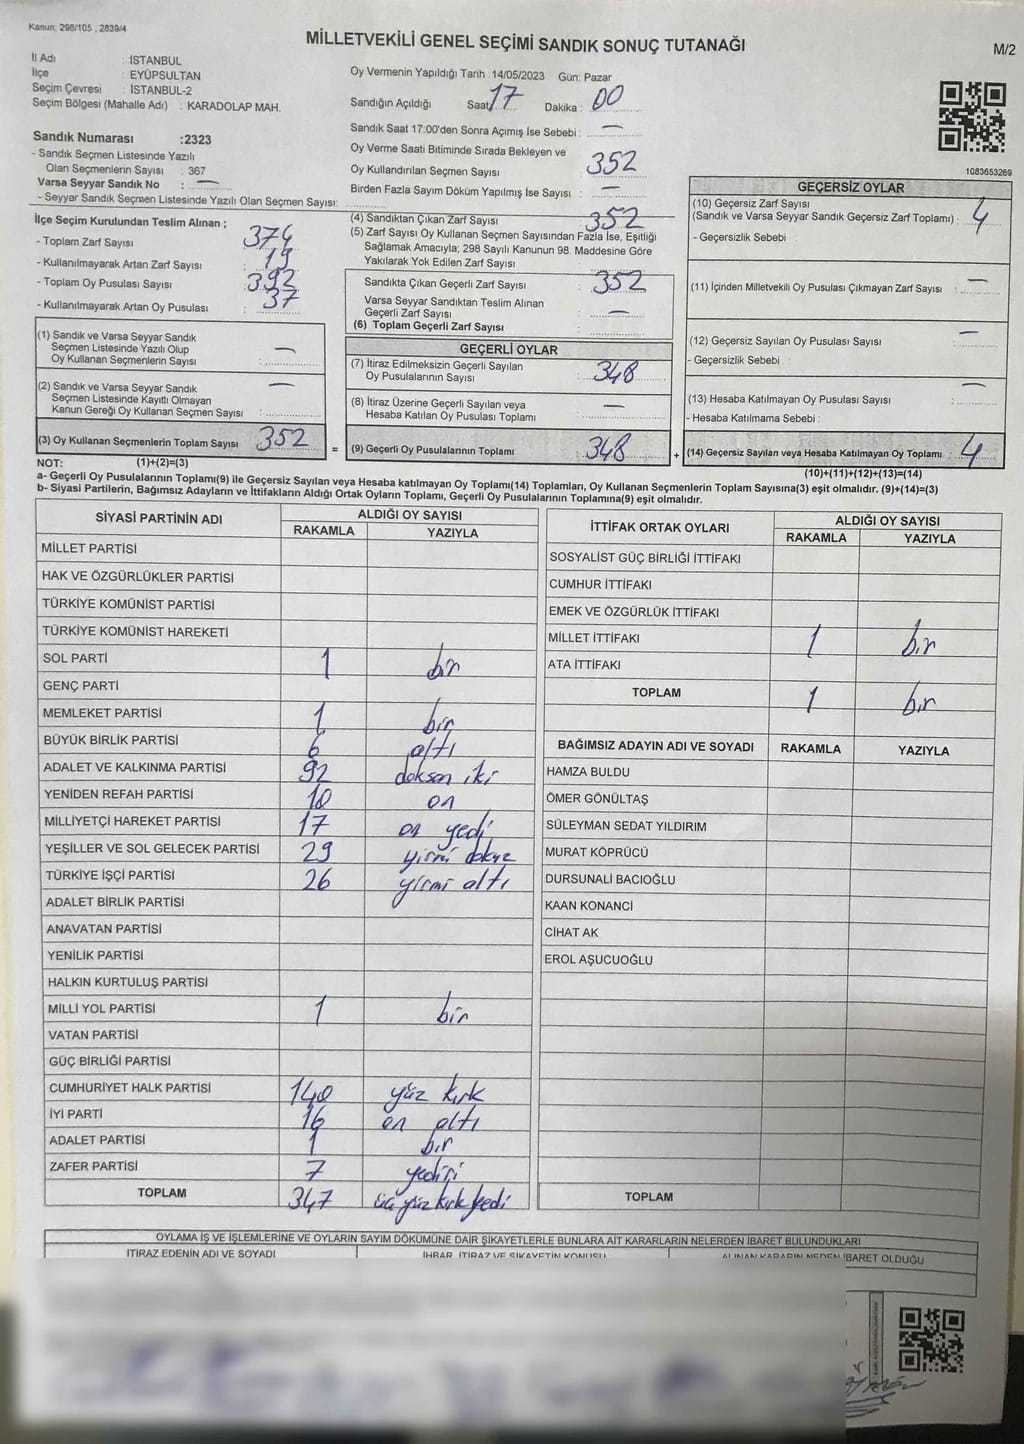 Kanun, 298/105 , 2839/4
MİLLETVEKİLİ GENEL SEÇİMİ SANDIK SONUÇ TUTANAĞI
M/2
İl Adı : İSTANBUL
İlçe : EYÜPSULTAN
Seçim Çevresi : İSTANBUL-2
Seçim Bölgesi (Mahalle Adı) : KARADOLAP MAH.
Sandık Numarası :2323
- Sandık Seçmen Listesinde Yazılı
Olan Seçmenlerin Sayısı : 367
Varsa Seyyar Sandık No : —
- Seyyar Sandık Seçmen Listesinde Yazılı Olan Seçmen Sayısı:
İlçe Seçim Kurulundan Teslim Alınan ;
- Toplam Zarf Sayısı : 374
- Kullanılmayarak Artan Zarf Sayısı : 19
- Toplam Oy Pusulası Sayısı : 392
- Kullanılmayarak Artan Oy Pusulası : 37
(1) Sandık ve Varsa Seyyar Sandık
Seçmen Listesinde Yazılı Olup
Oy Kullanan Seçmenlerin Sayısı : —
(2) Sandık ve Varsa Seyyar Sandık
Seçmen Listesinde Kayıtlı Olmayan
Kanun Gereği Oy Kullanan Seçmen Sayısı : —
(3) Oy Kullanan Seçmenlerin Toplam Sayısı : 352
Oy Vermenin Yapıldığı Tarih :14/05/2023 Gün: Pazar
Sandığın Açıldığı Saat: 17 Dakika : 00
Sandık Saat 17:00'den Sonra Açımış İse Sebebi : —
Oy Verme Saati Bitiminde Sırada Bekleyen ve
Oy Kullandırılan Seçmen Sayısı : 352
Birden Fazla Sayım Döküm Yapılmış İse Sayısı : —
(4) Sandıktan Çıkan Zarf Sayısı : 352
(5) Zarf Sayısı Oy Kullanan Seçmen Sayısından Fazla İse, Eşitliği
Sağlamak Amacıyla; 298 Sayılı Kanunun 98. Maddesine Göre
Yakılarak Yok Edilen Zarf Sayısı :
Sandıkta Çıkan Geçerli Zarf Sayısı : 352
Varsa Seyyar Sandıktan Teslim Alınan
Geçerli Zarf Sayısı : —
(6) Toplam Geçerli Zarf Sayısı :
GEÇERLİ OYLAR
(7) İtiraz Edilmeksizin Geçerli Sayılan
Oy Pusulalarının Sayısı : 348
(8) İtiraz Üzerine Geçerli Sayılan veya
Hesaba Katılan Oy Pusulası Toplamı : —
= (9) Geçerli Oy Pusulalarının Toplamı : 348
1083653269
GEÇERSİZ OYLAR
(10) Geçersiz Zarf Sayısı
(Sandık ve Varsa Seyyar Sandık Geçersiz Zarf Toplamı) : 4
- Geçersizlik Sebebi :
(11) İçinden Milletvekili Oy Pusulası Çıkmayan Zarf Sayısı : —
(12) Geçersiz Sayılan Oy Pusulası Sayısı : —
- Geçersizlik Sebebi :
(13) Hesaba Katılmayan Oy Pusulası Sayısı : —
- Hesaba Katılmama Sebebi :
+ (14) Geçersiz Sayılan veya Hesaba Katılmayan Oy Toplamı : 4
NOT: (1)+(2)=(3)
(10)+(11)+(12)+(13)=(14)
a- Geçerli Oy Pusulalarının Toplamı(9) ile Geçersiz Sayılan veya Hesaba Katılmayan Oy Toplamı(14) Toplamları, Oy Kullanan Seçmenlerin Toplam Sayısına(3) eşit olmalıdır. (9)+(14)=(3)
b- Siyasi Partilerin, Bağımsız Adayların ve İttifakların Aldığı Ortak Oyların Toplamı, Geçerli Oy Pusulalarının Toplamına(9) eşit olmalıdır.
SİYASİ PARTİNİN ADI ALDIĞI OY SAYISI
RAKAMLA YAZIYLA
MİLLET PARTİSİ
HAK VE ÖZGÜRLÜKLER PARTİSİ
TÜRKİYE KOMÜNİST PARTİSİ
TÜRKİYE KOMÜNİST HAREKETİ
SOL PARTİ 1 bir
GENÇ PARTİ
MEMLEKET PARTİSİ 1 bir
BÜYÜK BİRLİK PARTİSİ 6 altı
ADALET VE KALKINMA PARTİSİ 92 doksan iki
YENİDEN REFAH PARTİSİ 10 on
MİLLİYETÇİ HAREKET PARTİSİ 17 on yedi
YEŞİLLER VE SOL GELECEK PARTİSİ 29 yirmi dokuz
TÜRKİYE İŞÇİ PARTİSİ 26 yirmi altı
ADALET BİRLİK PARTİSİ
ANAVATAN PARTİSİ
YENİLİK PARTİSİ
HALKIN KURTULUŞ PARTİSİ
MİLLİ YOL PARTİSİ 1 bir
VATAN PARTİSİ
GÜÇ BİRLİĞİ PARTİSİ
CUMHURİYET HALK PARTİSİ 140 yüz kırk
İYİ PARTİ 16 on altı
ADALET PARTİSİ 1 bir
ZAFER PARTİSİ 7
TOPLAM 347 üç yüz kırk yedi
İTTİFAK ORTAK OYLARI ALDIĞI OY SAYISI
RAKAMLA YAZIYLA
SOSYALİST GÜÇ BİRLİĞİ İTTİFAKI
CUMHUR İTTİFAKI
EMEK VE ÖZGÜRLÜK İTTİFAKI
MİLLET İTTİFAKI 1 bir
ATA İTTİFAKI
TOPLAM 1 bir
BAĞIMSIZ ADAYIN ADI VE SOYADI RAKAMLA YAZIYLA
HAMZA BULDU
ÖMER GÖNÜLTAŞ
SÜLEYMAN SEDAT YILDIRIM
MURAT KÖPRÜCÜ
DURSUNALİ BACIOĞLU
KAAN KONANCİ
CİHAT AK
EROL AŞUCUOĞLU
TOPLAM
OYLAMA İŞ VE İŞLEMLERİNE VE OYLARIN SAYIM DÖKÜMÜNE DAİR ŞİKAYETLERLE BUNLARA AİT KARARLARIN NELERDEN İBARET BULUNDUKLARI
İTİRAZ EDENİN ADI VE SOYADI İHBAR, İTİRAZ VE ŞİKAYETİN KONUSU ALINAN KARARIN NEDEN İBARET OLDUĞU